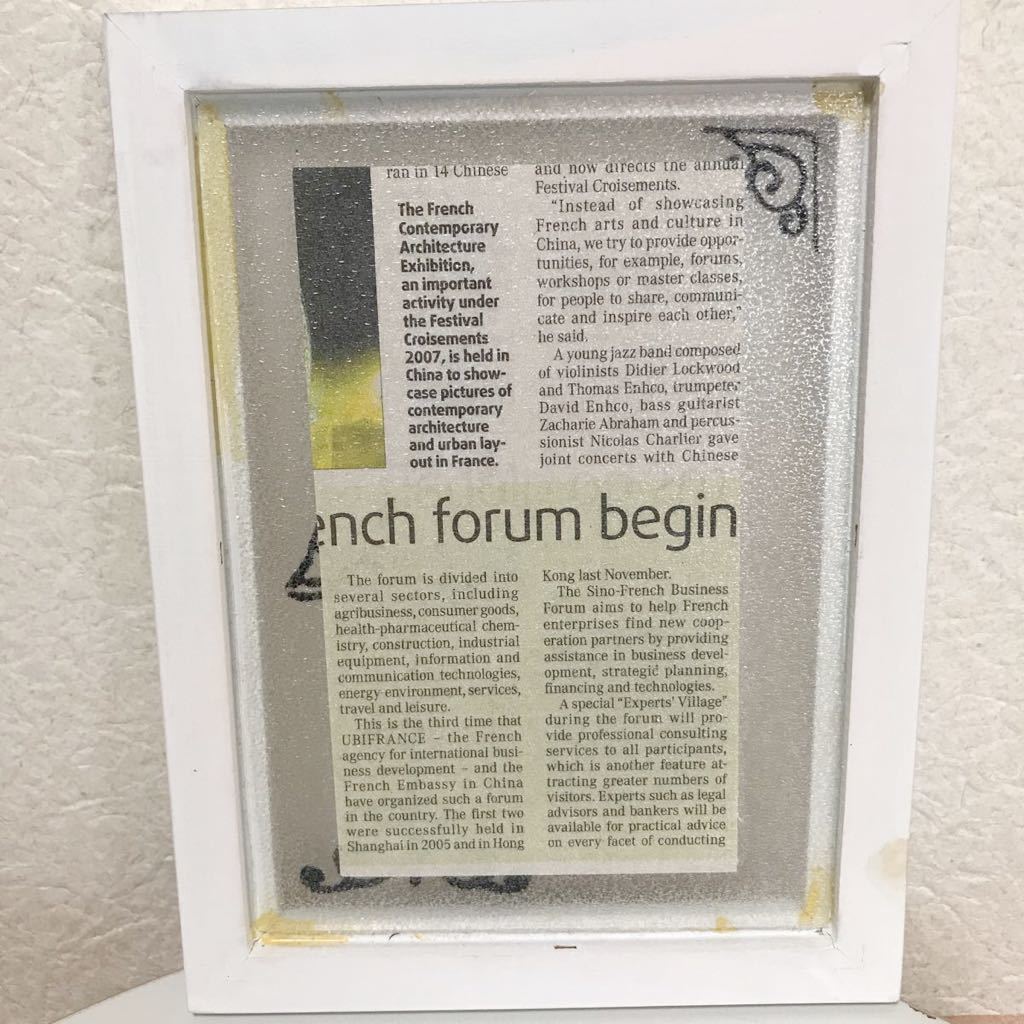 ran in 14 Chinese
The French
Contemporary
Architecture
Exhibition,
an important
activity under
the Festival
Croisements
2007, is held in
China to show-
case pictures of
contemporary
architecture
and urban lay-
out in France.
and now directs the annual
Festival Croisements.
"Instead of showcasing
French arts and culture in
China, we try to provide oppor-
tunities, for example, forums,
workshops or master classes,
for people to share, communi-
cate and inspire each other,"
he said.
A young jazz band composed
of violinists Didier Lockwood
and Thomas Enhco, trumpeter
David Enhco, bass guitarist
Zacharie Abraham and percus-
sionist Nicolas Charlier gave
joint concerts with Chinese
ench forum begin
The forum is divided into
several sectors, including
agribusiness, consumer goods,
health-pharmaceutical chem-
istry, construction, industrial
equipment, information and
communication technologies,
energy environment, services,
travel and leisure.
This is the third time that
UBIFRANCE – the French
agency for international busi-
ness development – and the
French Embassy in China
have organized such a forum
in the country. The first two
were successfully held in
Shanghai in 2005 and in Hong
Kong last November.
The Sino-French Business
Forum aims to help French
enterprises find new coop-
eration partners by providing
assistance in business devel-
opment, strategic planning,
financing and technologies.
A special "Experts' Village"
during the forum will pro-
vide professional consulting
services to all participants,
which is another feature at-
tracting greater numbers of
visitors. Experts such as legal
advisors and bankers will be
available for practical advice
on every facet of conducting